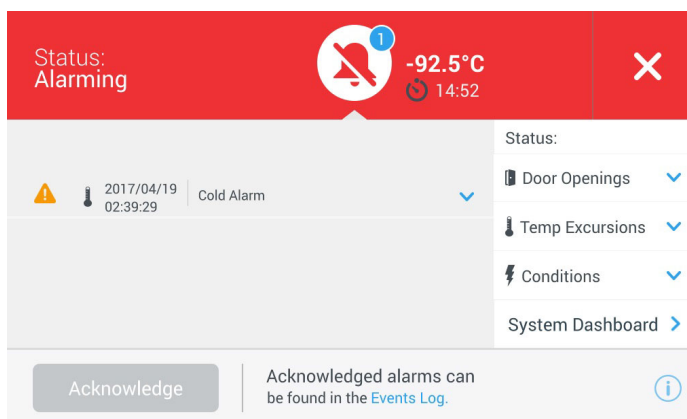 Status:
Alarming
1
-92.5°C
14:52
2017/04/19
02:39:29
Cold Alarm
Status:
Door Openings
Temp Excursions
Conditions
System Dashboard
Acknowledge
Acknowledged alarms can
be found in the Events Log.